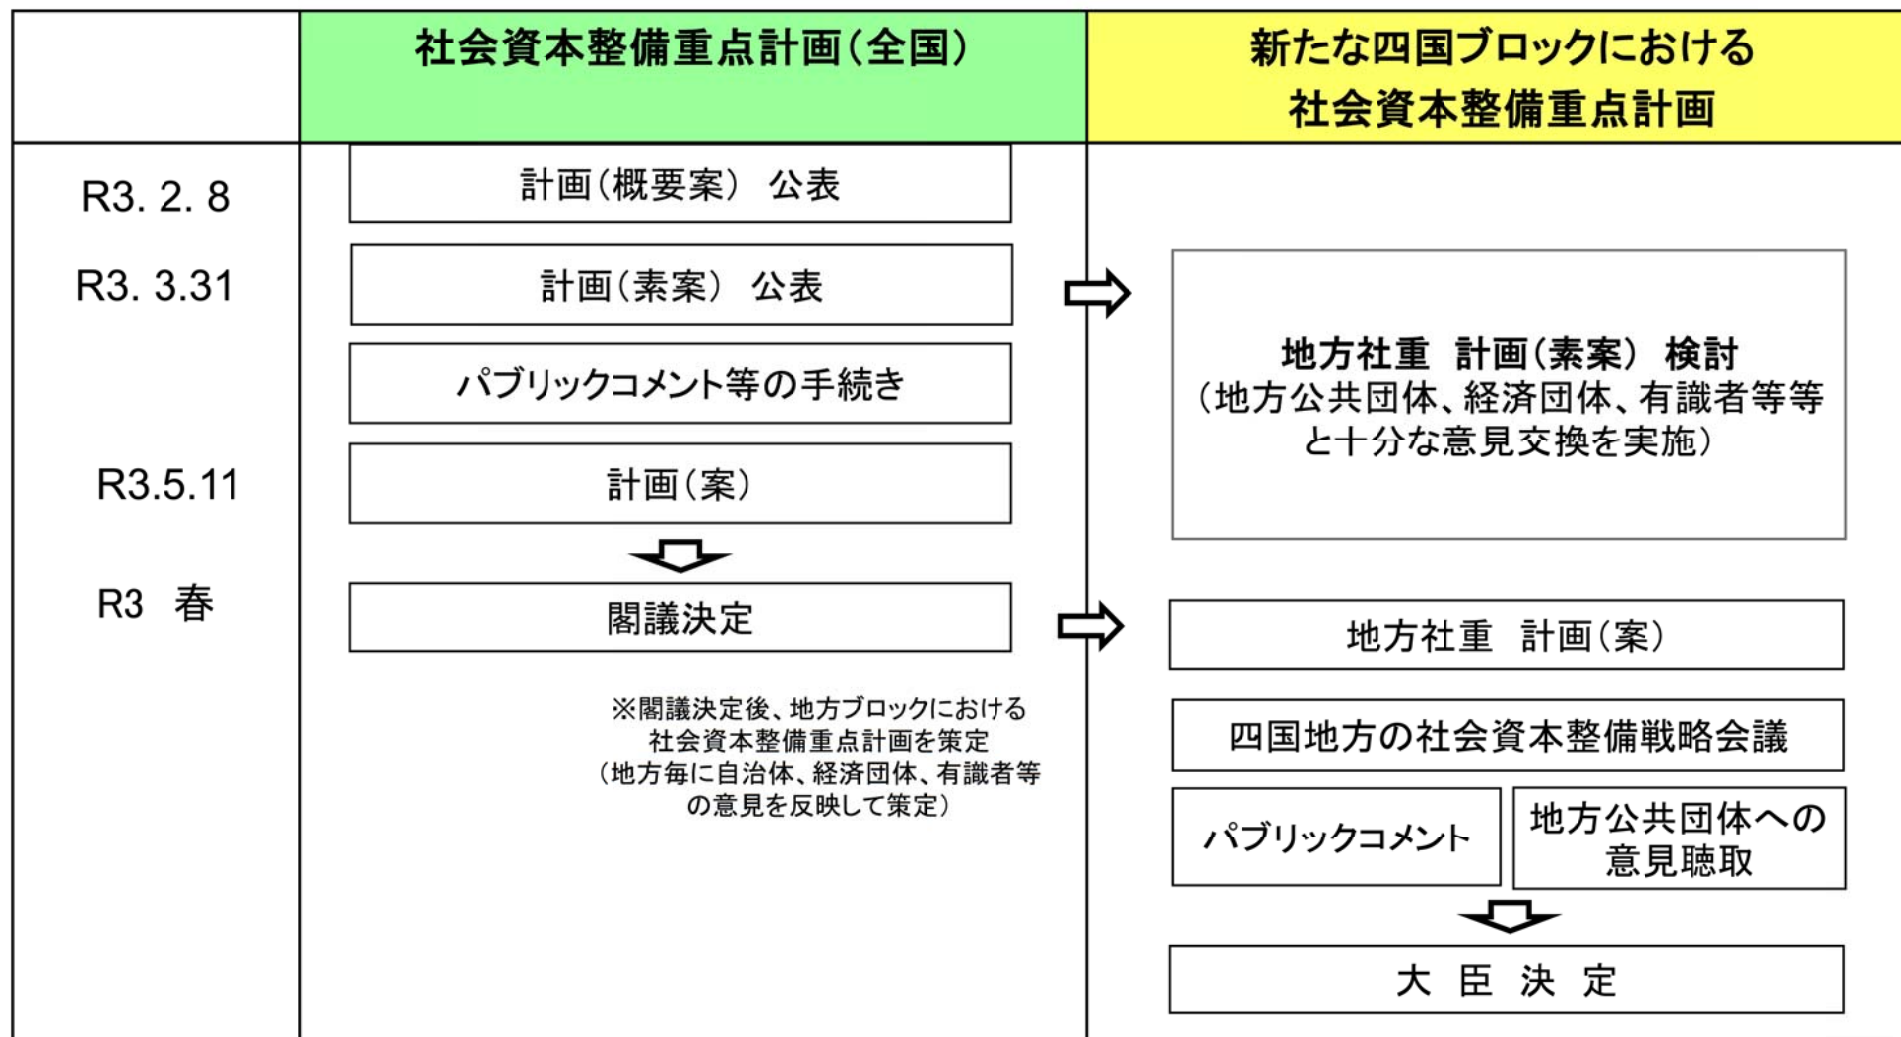 社会資本整備重点計画（全国）
新たな四国ブロックにおける
社会資本整備重点計画
R3. 2. 8
計画（概要案）　公表
R3. 3.31
計画（素案）　公表
パブリックコメント等の手続き
地方社重　計画（素案）　検討
（地方公共団体、経済団体、有識者等等
と十分な意見交換を実施）
R3.5.11
計画（案）
R3　春
閣議決定
地方社重　計画（案）
※閣議決定後、地方ブロックにおける
社会資本整備重点計画を策定
（地方毎に自治体、経済団体、有識者等
の意見を反映して策定）
四国地方の社会資本整備戦略会議
パブリックコメント
地方公共団体への
意見聴取
大　臣　決　定